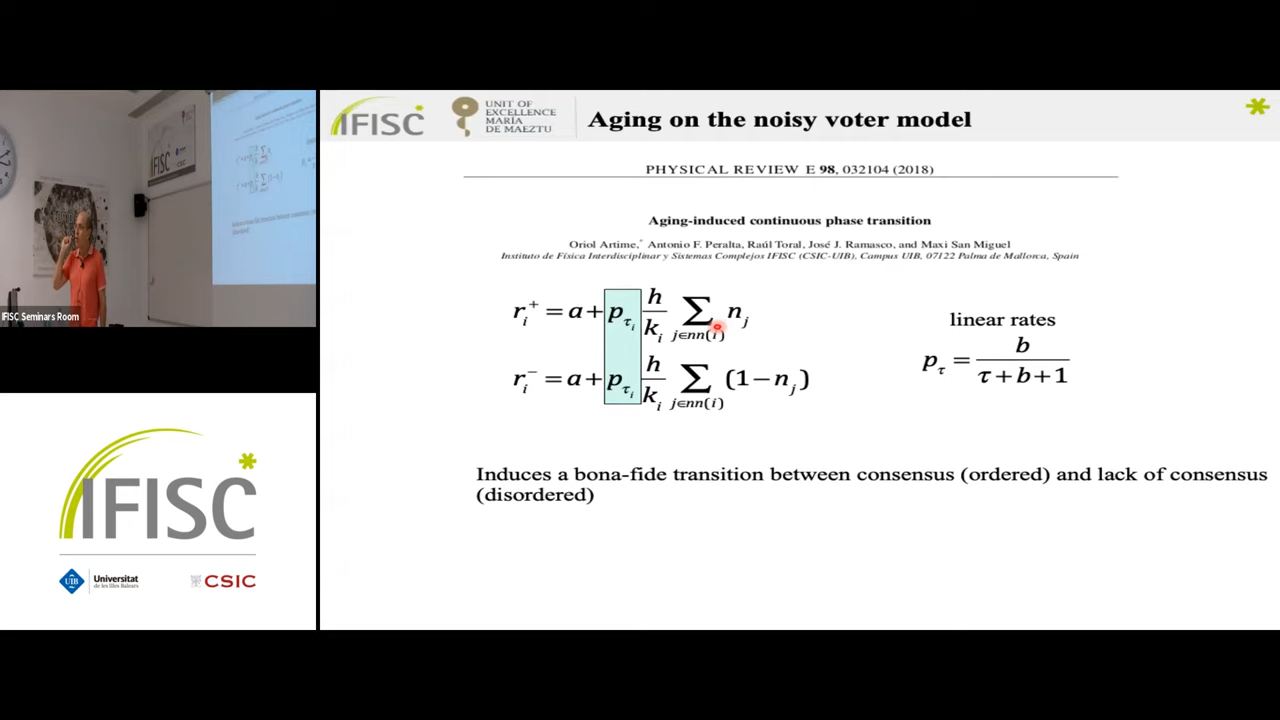 IFISC
UNIT OF
EXCELLENCE
MARÍA
DE MAEZTU
Aging on the noisy voter model
PHYSICAL REVIEW E 98, 032104 (2018)
Aging-induced continuous phase transition
Oriol Artime,* Antonio F. Peralta, Raúl Toral, José J. Ramasco, and Maxi San Miguel
Instituto de Física Interdisciplinar y Sistemas Complejos IFISC (CSIC-UIB), Campus UIB, 07122 Palma de Mallorca, Spain
r_i^+ = a + p_{τ_i} h/k_i ∑_{j∈nn(i)} n_j
r_i^- = a + p_{τ_i} h/k_i ∑_{j∈nn(i)} (1 − n_j)
linear rates
p_τ = b/(τ+b+1)
Induces a bona-fide transition between consensus (ordered) and lack of consensus
(disordered)
IFISC
IFISC Seminars Room
IFISC
UIB
Universitat
de les Illes Balears
CSIC